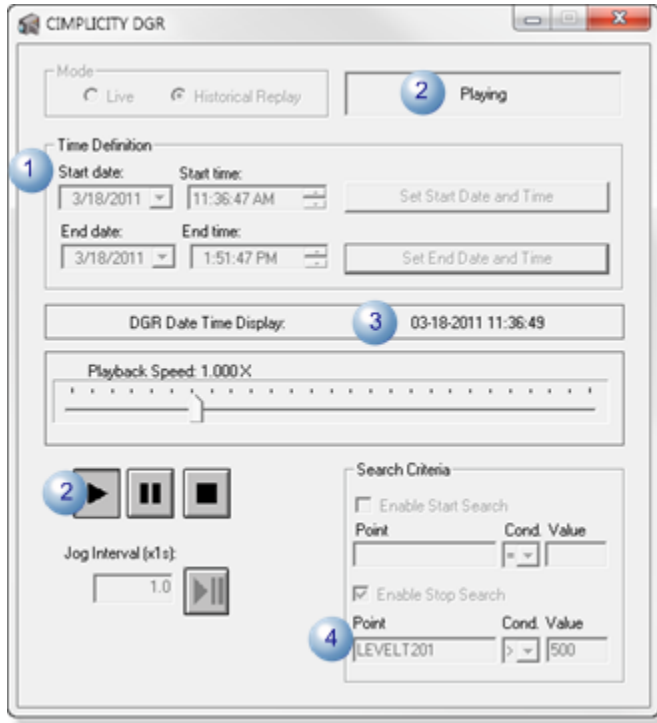 CIMPLICITY DGR
Mode
Live Historical Replay
2 Playing
Time Definition
1
Start date: Start time:
3/18/2011 11:36:47 AM Set Start Date and Time
End date: End time:
3/18/2011 1:51:47 PM Set End Date and Time
DGR Date Time Display: 3 03-18-2011 11:36:49
Playback Speed: 1.000X
2
Jog Interval (x1s):
1.0
Search Criteria
Enable Start Search
Point Cond. Value
=
Enable Stop Search
Point Cond. Value
4 LEVELT201 > 500